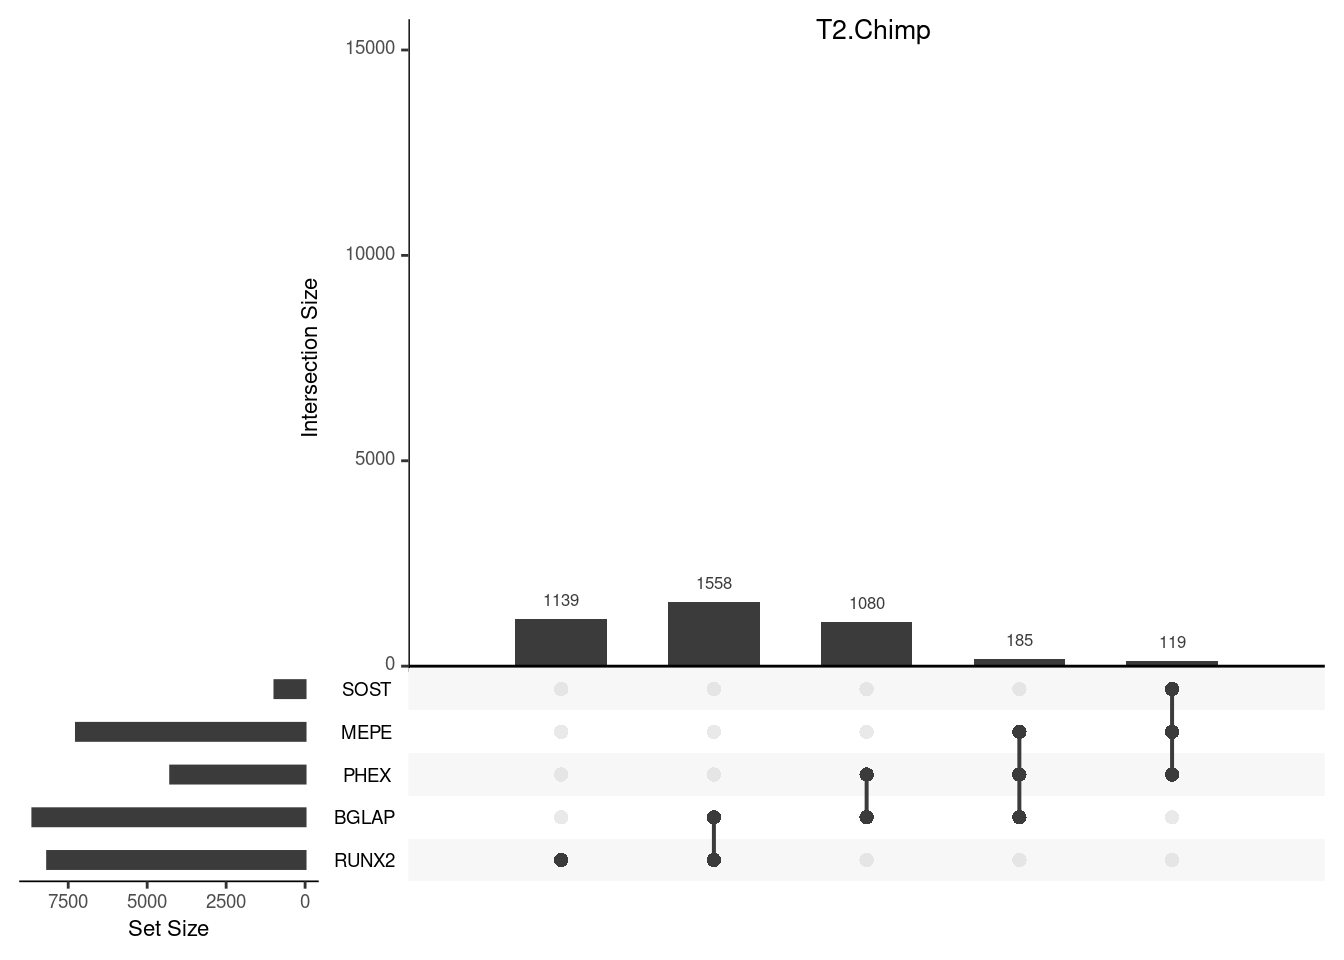 T2.Chimp
15000
10000
5000
0
Intersection Size
1139
1558
1080
185
119
SOST
MEPE
PHEX
BGLAP
RUNX2
7500 5000 2500 0
Set Size